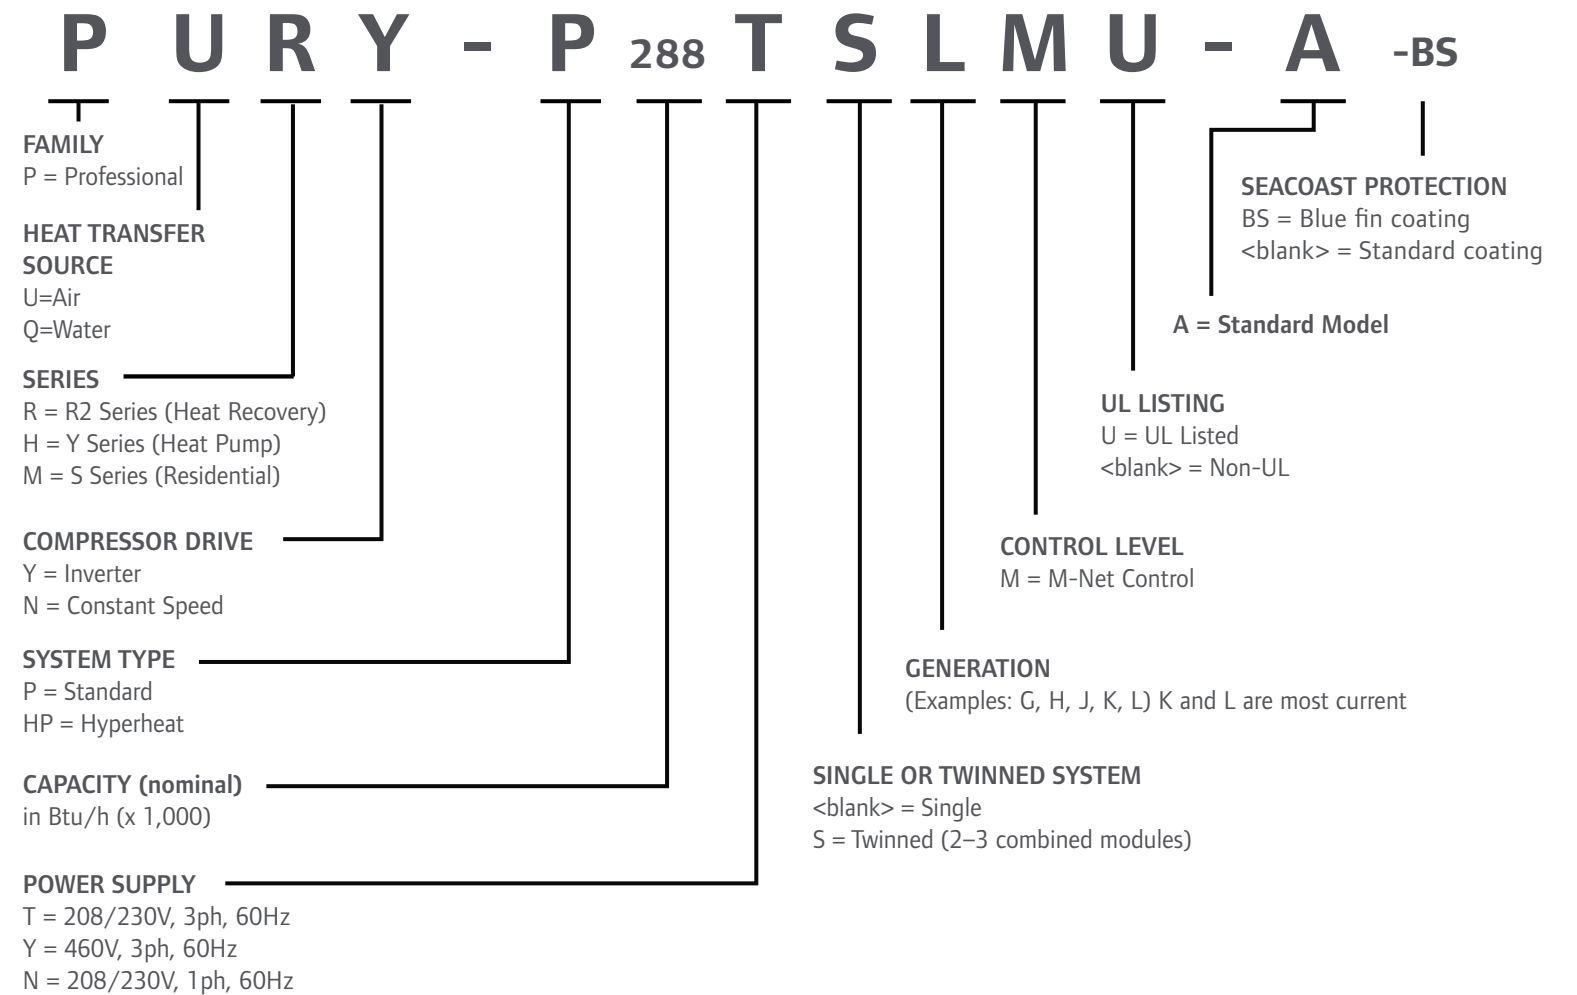 P U R Y - P 288 T S L M U - A -BS
FAMILY
P = Professional
HEAT TRANSFER
SOURCE
U=Air
Q=Water
SERIES
R = R2 Series (Heat Recovery)
H = Y Series (Heat Pump)
M = S Series (Residential)
COMPRESSOR DRIVE
Y = Inverter
N = Constant Speed
SYSTEM TYPE
P = Standard
HP = Hyperheat
CAPACITY (nominal)
in Btu/h (x 1,000)
POWER SUPPLY
T = 208/230V, 3ph, 60Hz
Y = 460V, 3ph, 60Hz
N = 208/230V, 1ph, 60Hz
SINGLE OR TWINNED SYSTEM
<blank> = Single
S = Twinned (2–3 combined modules)
GENERATION
(Examples: G, H, J, K, L) K and L are most current
CONTROL LEVEL
M = M-Net Control
UL LISTING
U = UL Listed
<blank> = Non-UL
A = Standard Model
SEACOAST PROTECTION
BS = Blue fin coating
<blank> = Standard coating